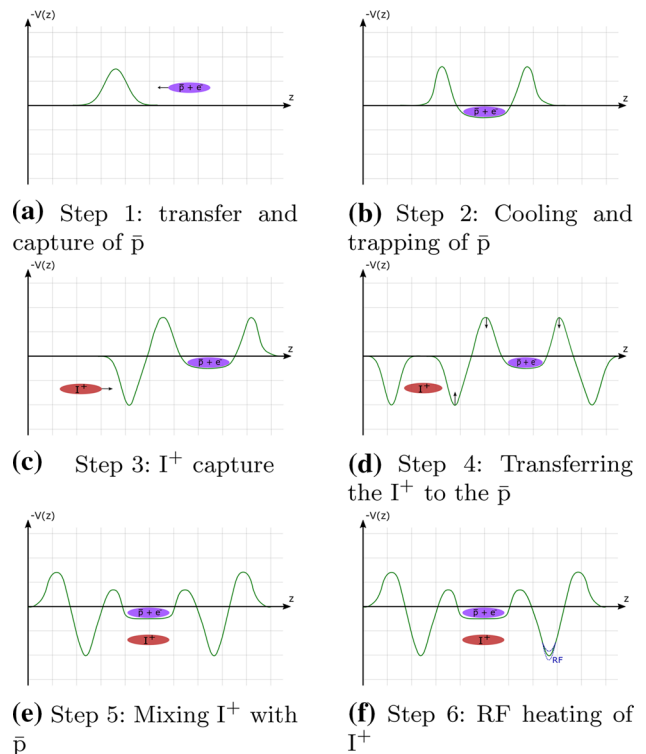 -V(z)
p̄ + e⁻
z
(a) Step 1: transfer and
capture of p̄
-V(z)
p̄ + e⁻
z
(b) Step 2: Cooling and
trapping of p̄
-V(z)
z
p̄ + e⁻
I⁺
(c) Step 3: I⁺ capture
-V(z)
z
p̄ + e⁻
I⁺
(d) Step 4: Transferring
the I⁺ to the p̄
-V(z)
z
p̄ + e⁻
I⁺
(e) Step 5: Mixing I⁺ with
p̄
-V(z)
z
p̄ + e⁻
I⁺
RF
(f) Step 6: RF heating of
I⁺